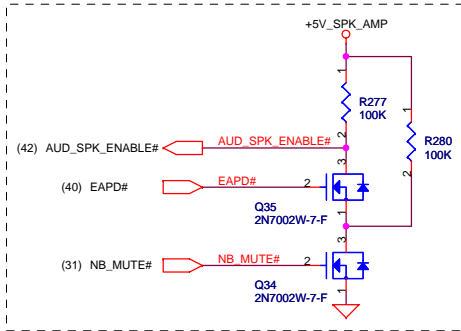 +5V_SPK_AMP
1
1
R277
100K
R280
100K
2
2
(42) AUD_SPK_ENABLE#
AUD_SPK_ENABLE#
3
(40) EAPD#
EAPD#
2
1
Q35
2N7002W-7-F
3
(31) NB_MUTE#
NB_MUTE#
2
1
Q34
2N7002W-7-F